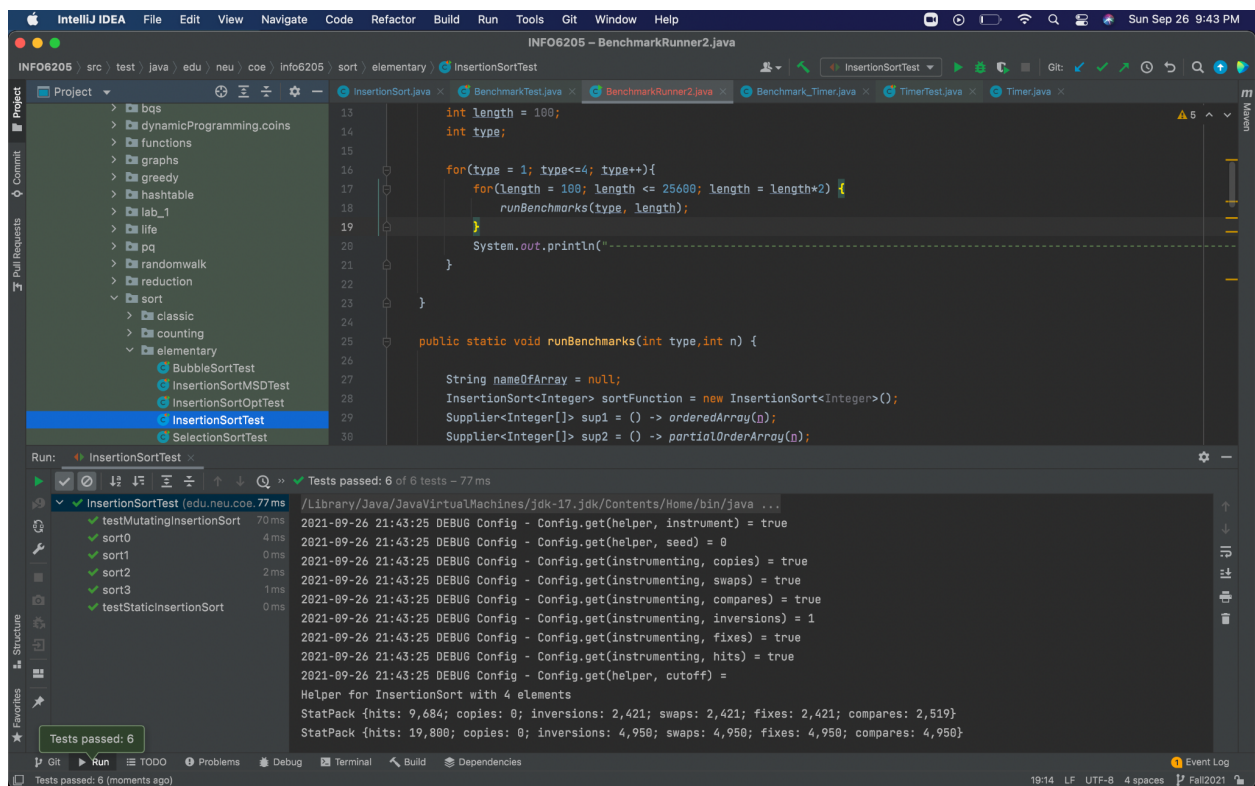 IntelliJ IDEA File Edit View Navigate Code Refactor Build Run Tools Git Window Help Sun Sep 26 9:43 PM
INFO6205 – BenchmarkRunner2.java
INFO6205 〉 src 〉 test 〉 java 〉 edu 〉 neu 〉 coe 〉 info6205 〉 sort 〉 elementary 〉 InsertionSortTest InsertionSortTest Git:
Project InsertionSort.java BenchmarkTest.java BenchmarkRunner2.java Benchmark_Timer.java TimerTest.java Timer.java
Project
Commit
Pull Requests
Structure
Favorites
m Maven
bqs
dynamicProgramming.coins
functions
graphs
greedy
hashtable
lab_1
life
pq
randomwalk
reduction
sort
classic
counting
elementary
BubbleSortTest
InsertionSortMSDTest
InsertionSortOptTest
InsertionSortTest
SelectionSortTest
5
13 int length = 100;
14 int type;
15
16 for(type = 1; type<=4; type++){
17 for(length = 100; length <= 25600; length = length*2) {
18 runBenchmarks(type, length);
19 }
20 System.out.println("------------------------------------------------------------------------------
21 }
22
23 }
24
25 public static void runBenchmarks(int type,int n) {
26
27 String nameOfArray = null;
28 InsertionSort<Integer> sortFunction = new InsertionSort<Integer>();
29 Supplier<Integer[]> sup1 = () -> orderedArray(n);
30 Supplier<Integer[]> sup2 = () -> partialOrderArray(n);
Run: InsertionSortTest
Tests passed: 6 of 6 tests – 77 ms
InsertionSortTest (edu.neu.coe. 77 ms
testMutatingInsertionSort 70 ms
sort0 4 ms
sort1 0 ms
sort2 2 ms
sort3 1 ms
testStaticInsertionSort 0 ms
/Library/Java/JavaVirtualMachines/jdk-17.jdk/Contents/Home/bin/java ...
2021-09-26 21:43:25 DEBUG Config - Config.get(helper, instrument) = true
2021-09-26 21:43:25 DEBUG Config - Config.get(helper, seed) = 0
2021-09-26 21:43:25 DEBUG Config - Config.get(instrumenting, copies) = true
2021-09-26 21:43:25 DEBUG Config - Config.get(instrumenting, swaps) = true
2021-09-26 21:43:25 DEBUG Config - Config.get(instrumenting, compares) = true
2021-09-26 21:43:25 DEBUG Config - Config.get(instrumenting, inversions) = 1
2021-09-26 21:43:25 DEBUG Config - Config.get(instrumenting, fixes) = true
2021-09-26 21:43:25 DEBUG Config - Config.get(instrumenting, hits) = true
2021-09-26 21:43:25 DEBUG Config - Config.get(helper, cutoff) =
Helper for InsertionSort with 4 elements
StatPack {hits: 9,684; copies: 0; inversions: 2,421; swaps: 2,421; fixes: 2,421; compares: 2,519}
StatPack {hits: 19,800; copies: 0; inversions: 4,950; swaps: 4,950; fixes: 4,950; compares: 4,950}
Tests passed: 6
Git Run TODO Problems Debug Terminal Build Dependencies 1 Event Log
Tests passed: 6 (moments ago) 19:14 LF UTF-8 4 spaces Fall2021